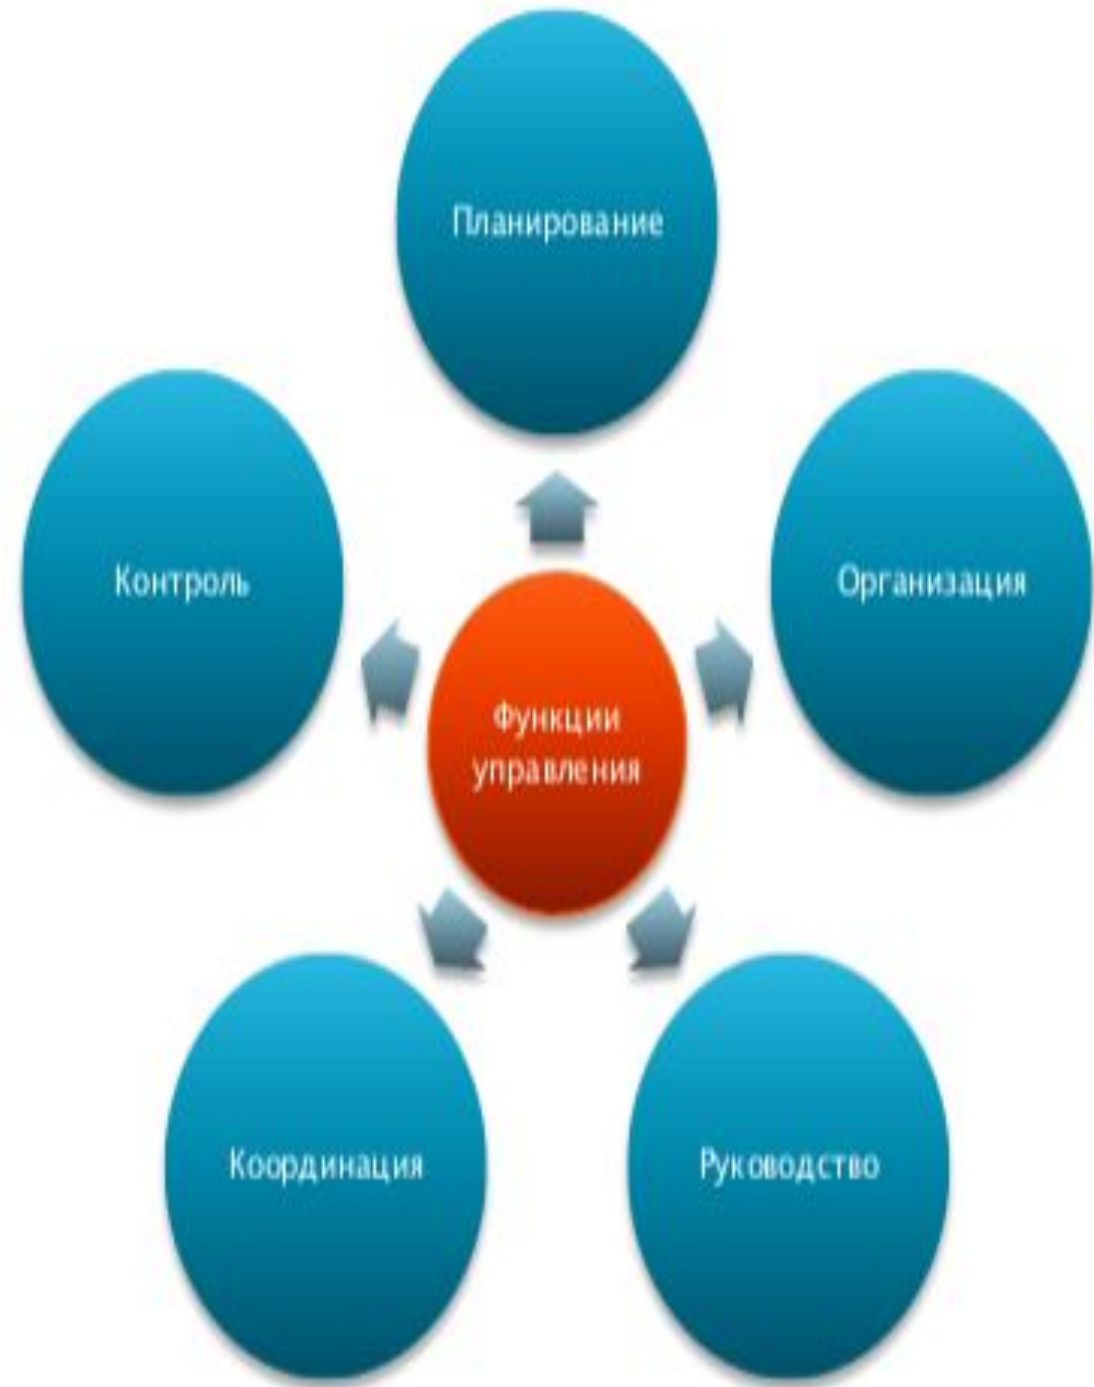 Планирование
Контроль
Организация
Функции
управления
Координация
Руководство